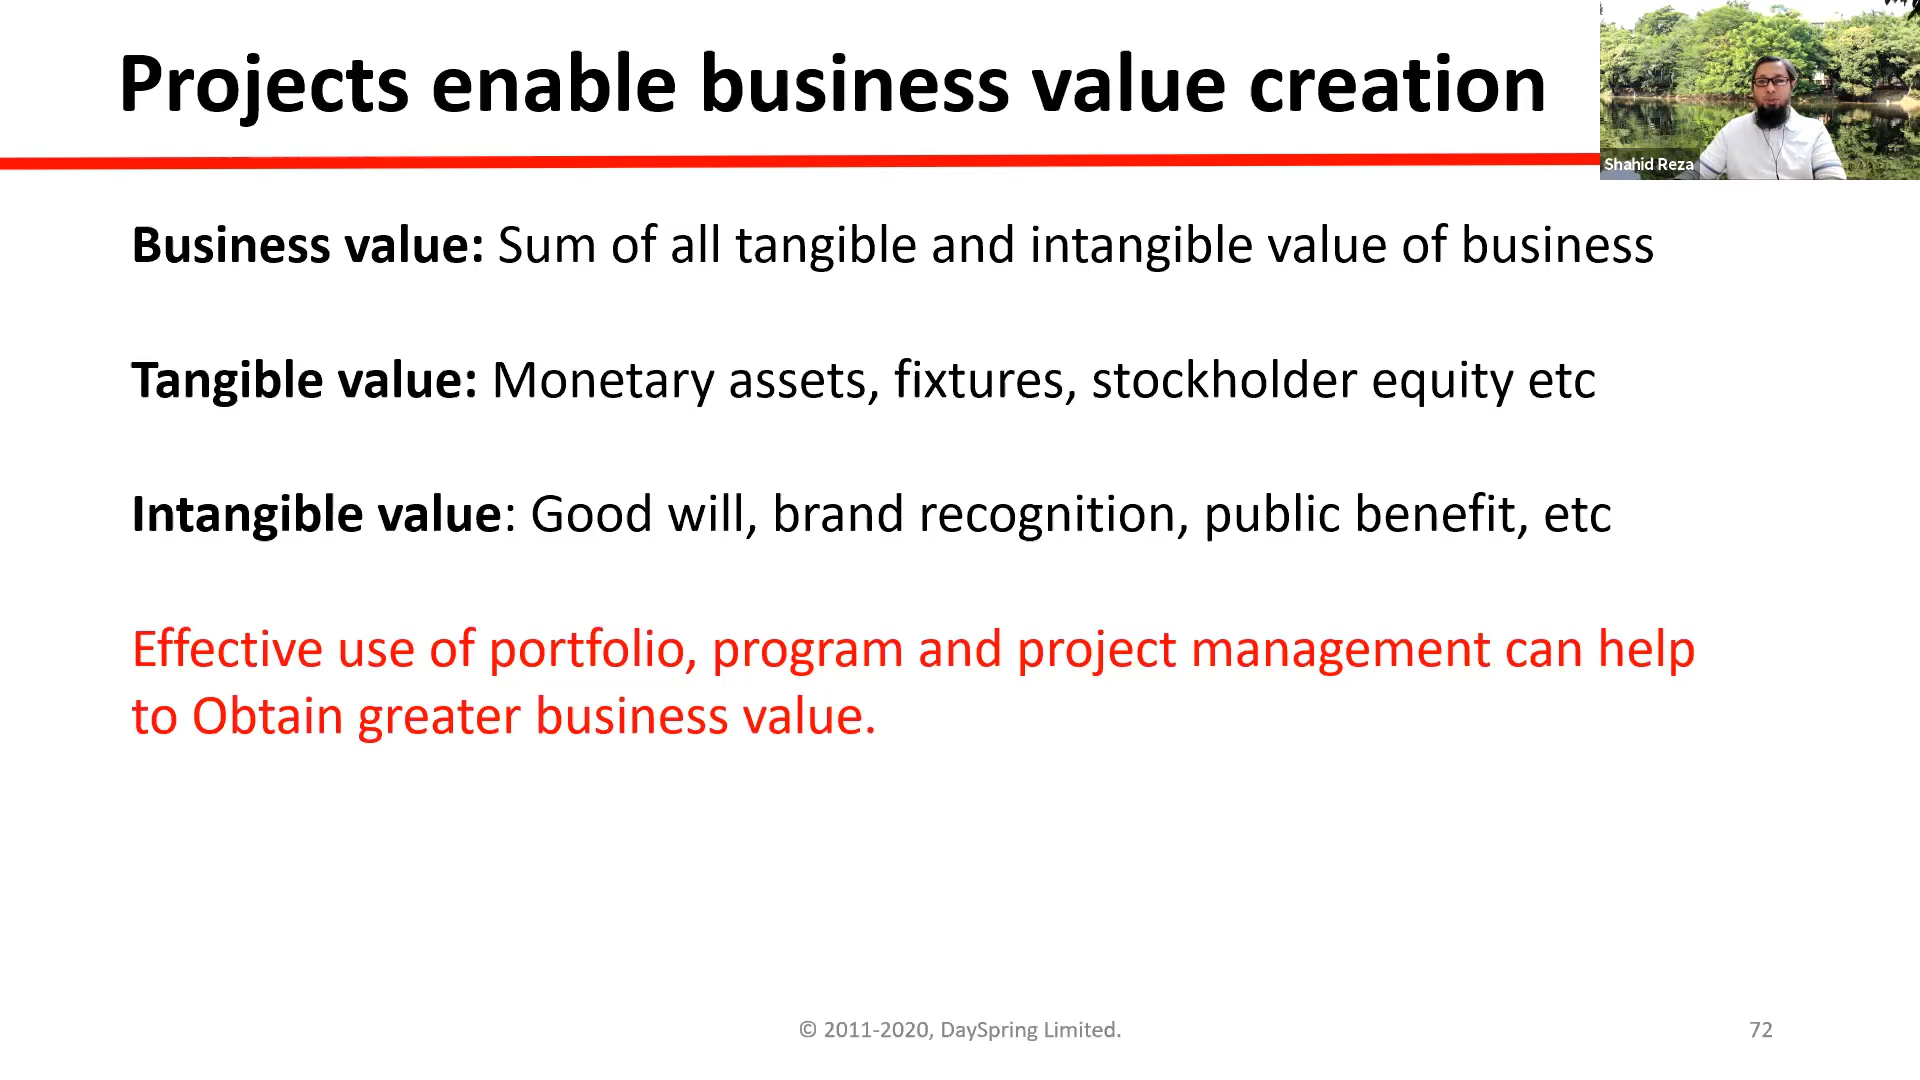 Projects enable business value creation
Shahid Reza
Business value: Sum of all tangible and intangible value of business
Tangible value: Monetary assets, fixtures, stockholder equity etc
Intangible value: Good will, brand recognition, public benefit, etc
Effective use of portfolio, program and project management can help
to Obtain greater business value.
© 2011-2020, DaySpring Limited.
72